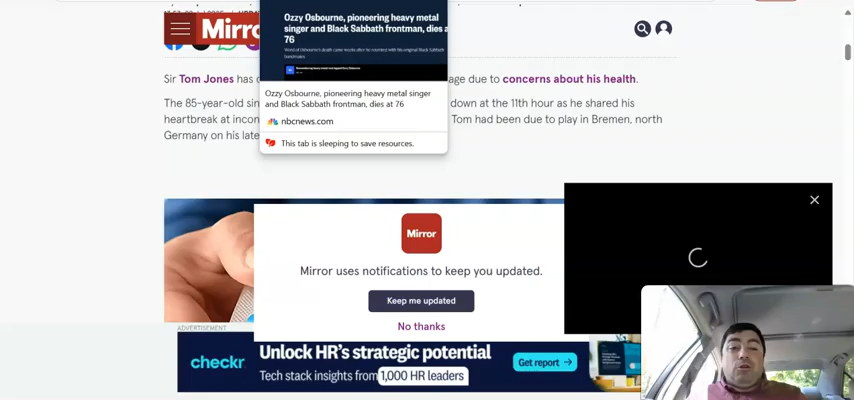 Ozzy Osbourne, pioneering heavy metal
singer and Black Sabbath frontman, dies at
76
Mirro
Ozzy Osbourne, pioneering heavy metal singer
and Black Sabbath frontman, dies at 76
nbcnews.com
This tab is sleeping to save resources.
Sir Tom Jones has age due to concerns about his health.
The 85-year-old sin down at the 11th hour as he shared his
heartbreak at incon Tom had been due to play in Bremen, north
Germany on his late
Mirror
Mirror uses notifications to keep you updated.
Keep me updated
No thanks
ADVERTISEMENT
checkr
Unlock HR's strategic potential
Tech stack insights from 1,000 HR leaders
Get report →